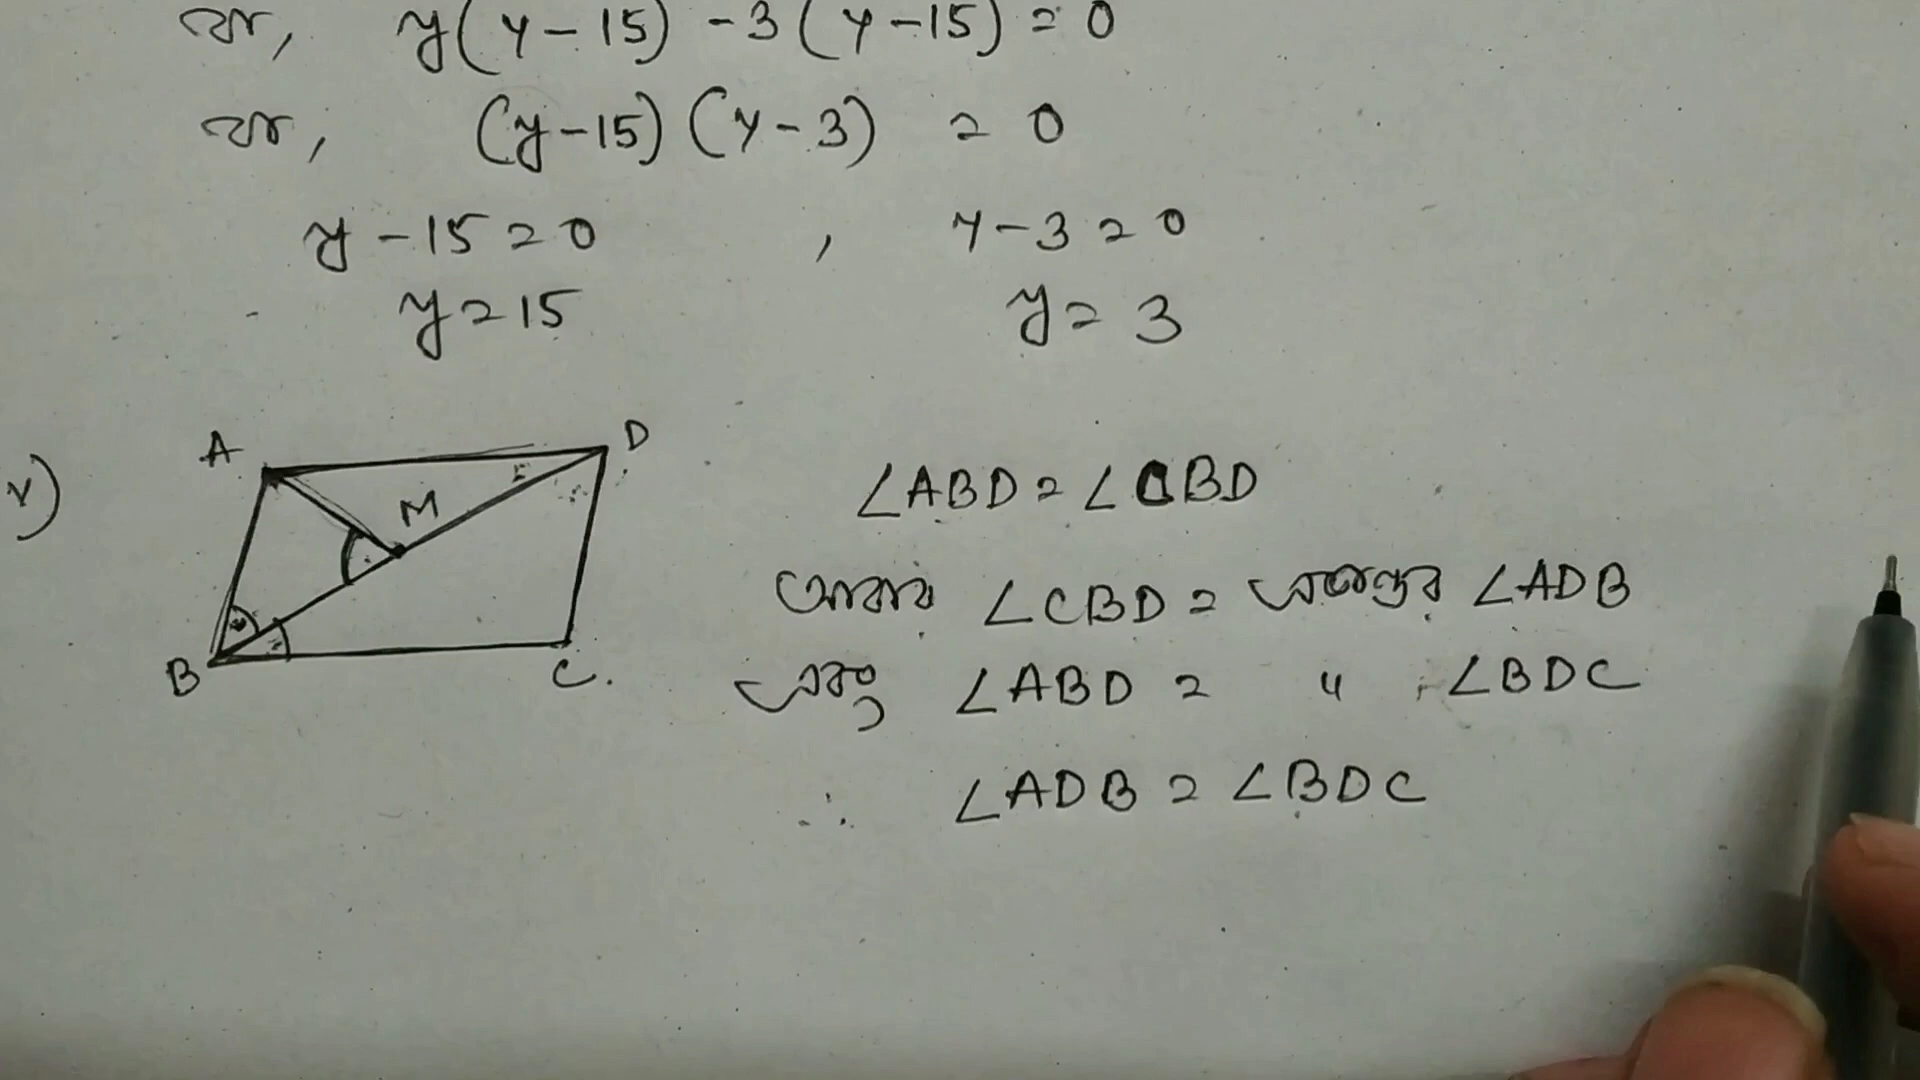 বা, y(y-15) -3(y-15) = 0
বা, (y-15) (y-3) = 0
y-15=0 , y-3=0
y=15 y=3
v) A D M B C.
∠ABD = ∠CBD
আবার ∠CBD = একান্তর ∠ADB
এবং ∠ABD = " ∠BDC
∴ ∠ADB = ∠BDC